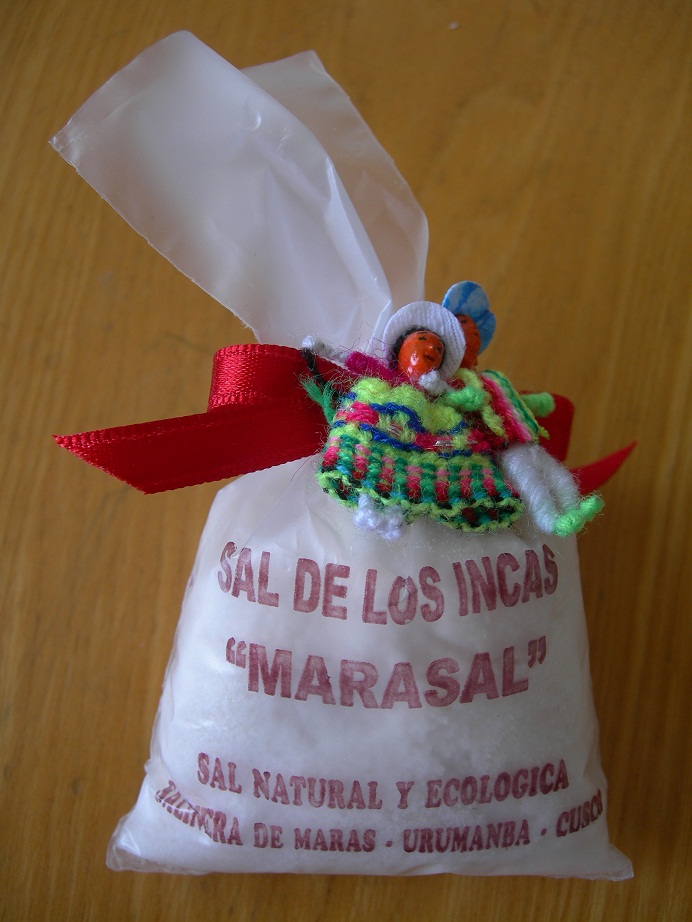 SAL DE LOS INCAS
“MARASAL”
SAL NATURAL Y ECOLOGICA
SALINERA DE MARAS · URUMANBA · CUSCO